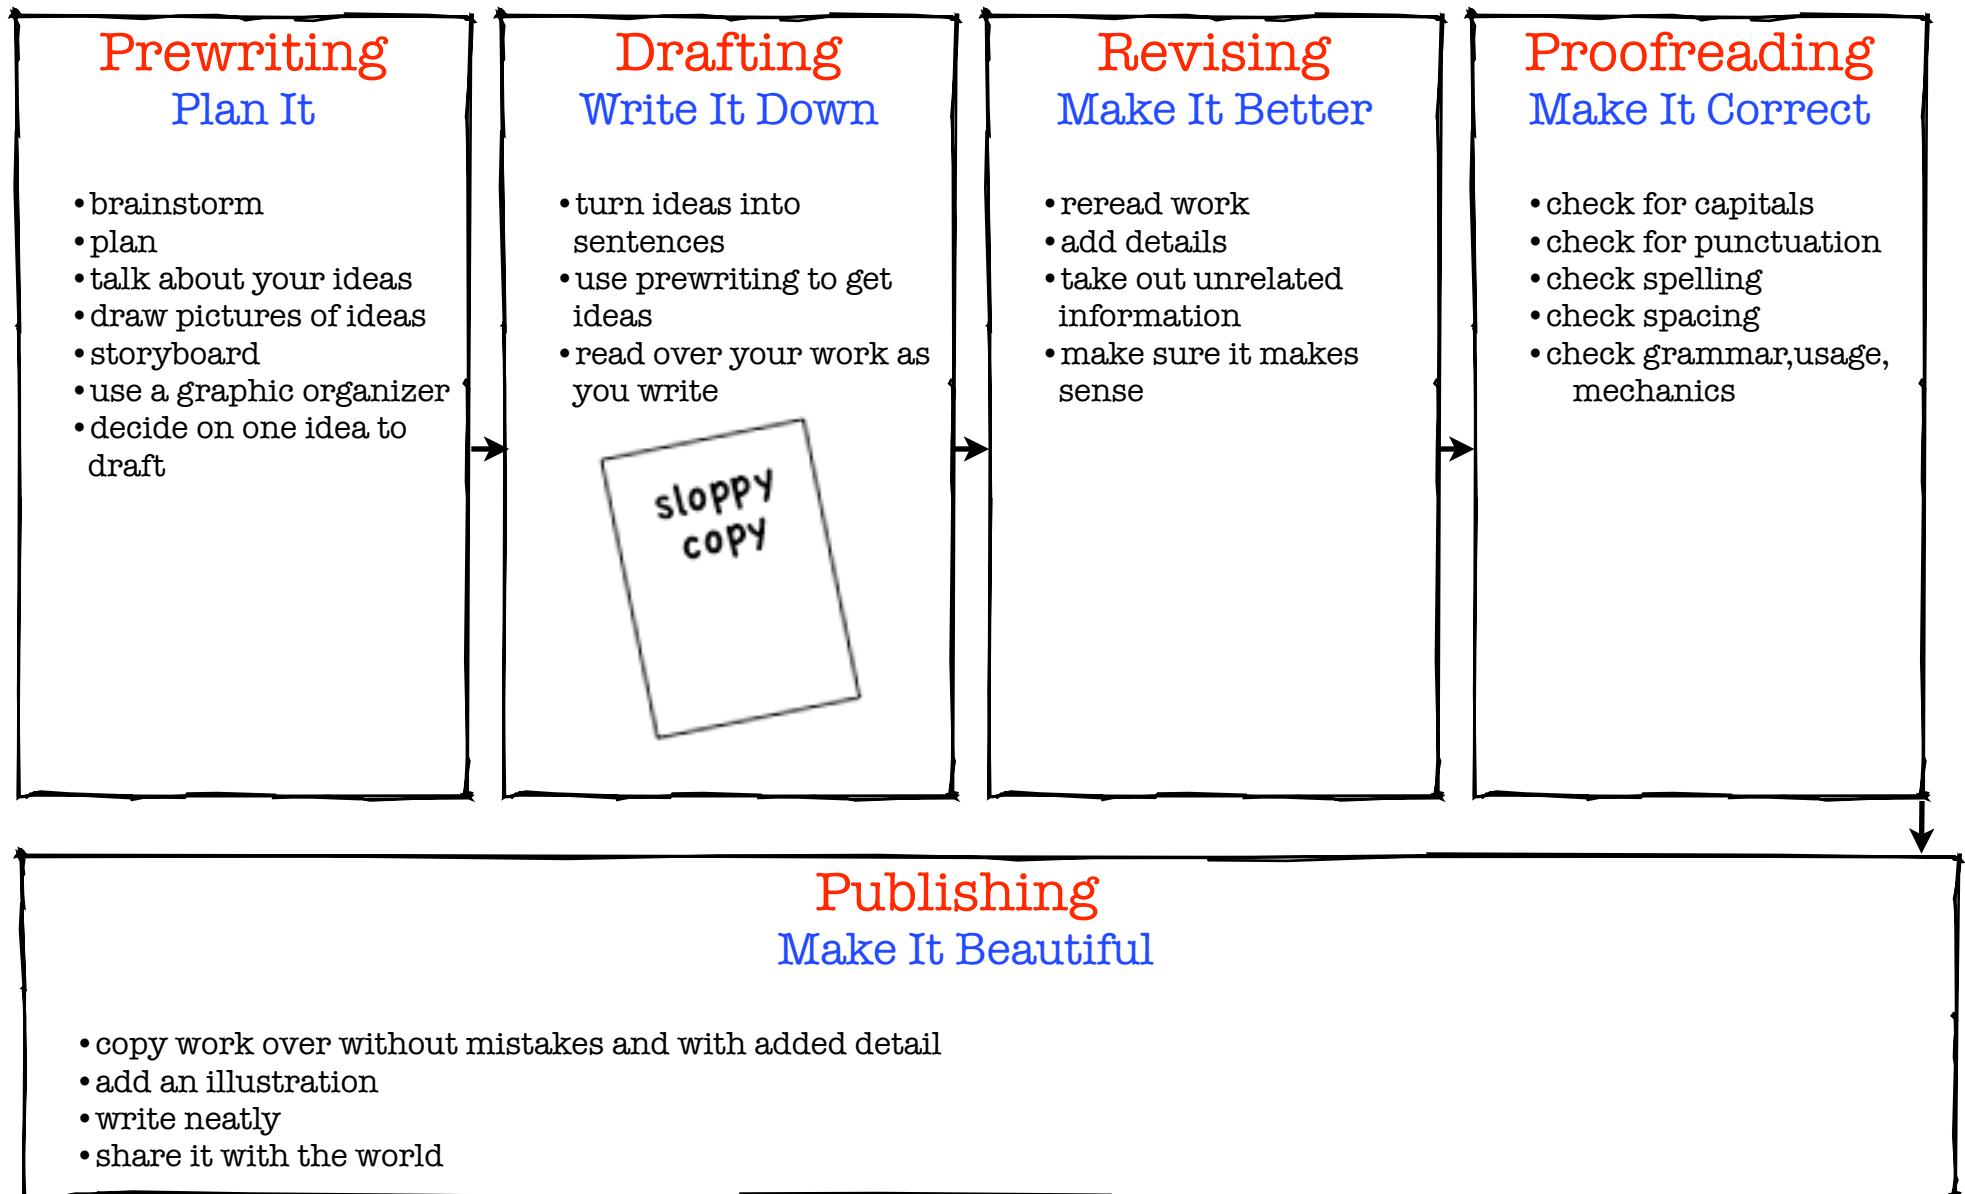 Prewriting
Plan It
•brainstorm
•plan
•talk about your ideas
•draw pictures of ideas
•storyboard
•use a graphic organizer
•decide on one idea to
draft
Drafting
Write It Down
•turn ideas into
sentences
•use prewriting to get
ideas
•read over your work as
you write
sloppy
copy
Revising
Make It Better
•reread work
•add details
•take out unrelated
information
•make sure it makes
sense
Proofreading
Make It Correct
•check for capitals
•check for punctuation
•check spelling
•check spacing
•check grammar,usage,
mechanics
Publishing
Make It Beautiful
•copy work over without mistakes and with added detail
•add an illustration
•write neatly
•share it with the world